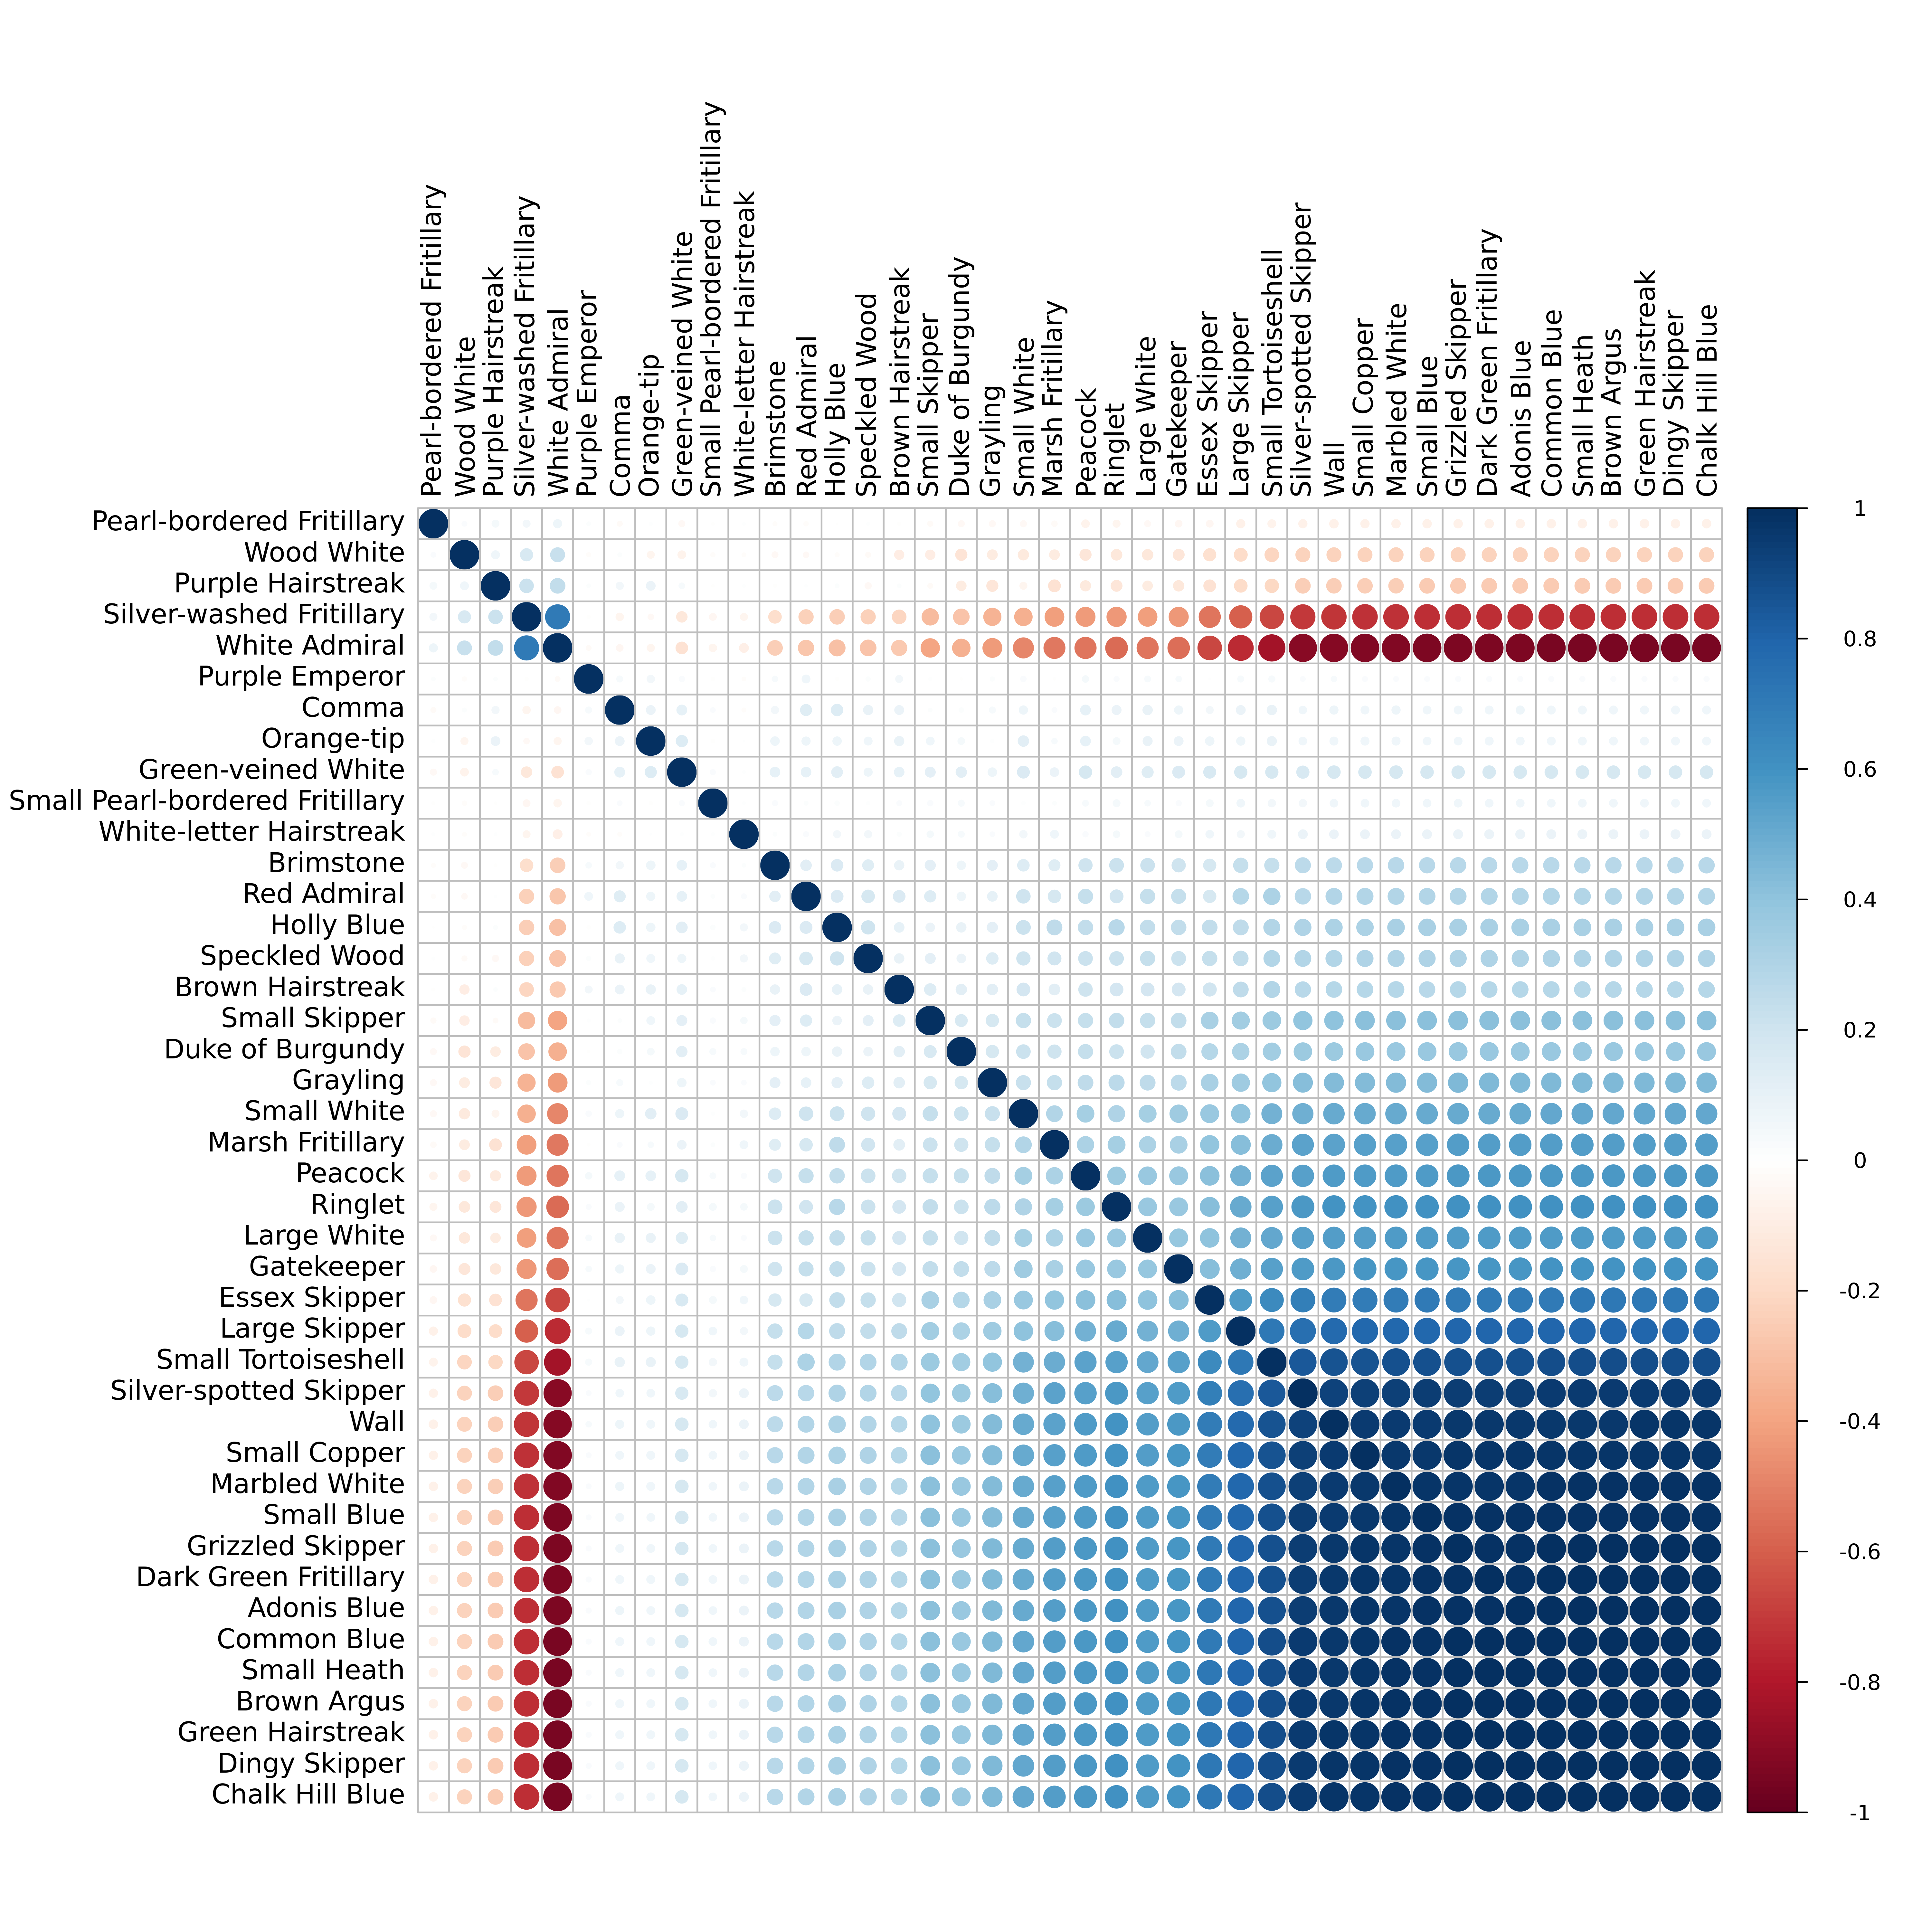 Pearl-bordered Fritillary
Wood White
Purple Hairstreak
Silver-washed Fritillary
White Admiral
Purple Emperor
Comma
Orange-tip
Green-veined White
Small Pearl-bordered Fritillary
White-letter Hairstreak
Brimstone
Red Admiral
Holly Blue
Speckled Wood
Brown Hairstreak
Small Skipper
Duke of Burgundy
Grayling
Small White
Marsh Fritillary
Peacock
Ringlet
Large White
Gatekeeper
Essex Skipper
Large Skipper
Small Tortoiseshell
Silver-spotted Skipper
Wall
Small Copper
Marbled White
Small Blue
Grizzled Skipper
Dark Green Fritillary
Adonis Blue
Common Blue
Small Heath
Brown Argus
Green Hairstreak
Dingy Skipper
Chalk Hill Blue
Pearl-bordered Fritillary
Wood White
Purple Hairstreak
Silver-washed Fritillary
White Admiral
Purple Emperor
Comma
Orange-tip
Green-veined White
Small Pearl-bordered Fritillary
White-letter Hairstreak
Brimstone
Red Admiral
Holly Blue
Speckled Wood
Brown Hairstreak
Small Skipper
Duke of Burgundy
Grayling
Small White
Marsh Fritillary
Peacock
Ringlet
Large White
Gatekeeper
Essex Skipper
Large Skipper
Small Tortoiseshell
Silver-spotted Skipper
Wall
Small Copper
Marbled White
Small Blue
Grizzled Skipper
Dark Green Fritillary
Adonis Blue
Common Blue
Small Heath
Brown Argus
Green Hairstreak
Dingy Skipper
Chalk Hill Blue
1
0.8
0.6
0.4
0.2
0
-0.2
-0.4
-0.6
-0.8
-1